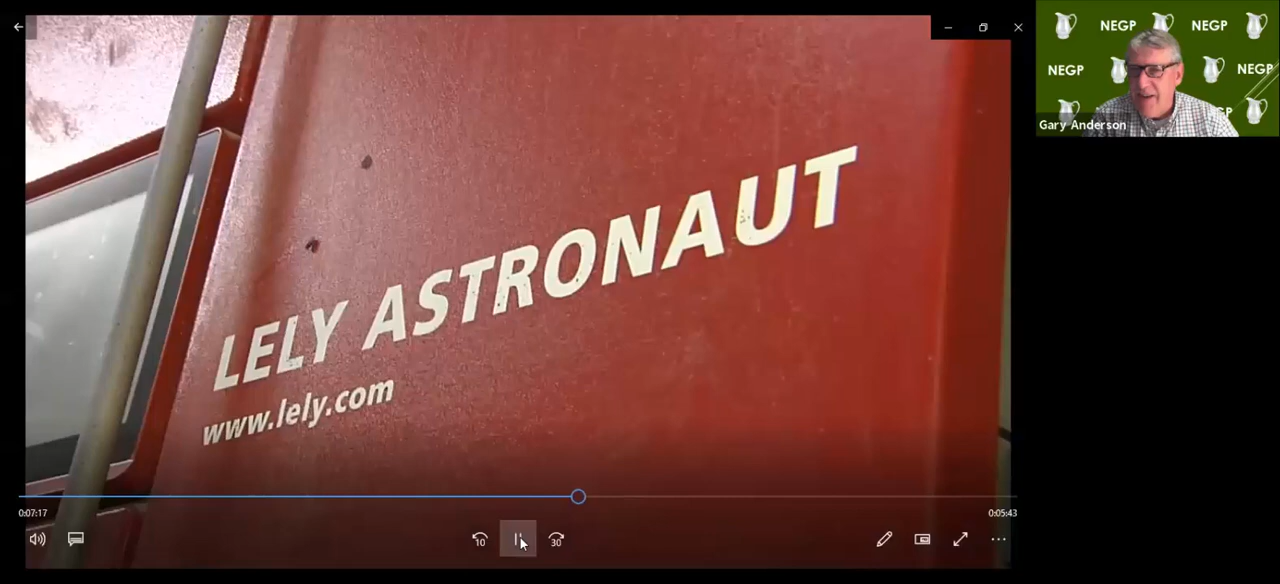 LELY ASTRONAUT
www.lely.com
0:07:17
0:05:43
10
30
NEGP NEGP
NEGP NEGP
GP
Gary Anderson